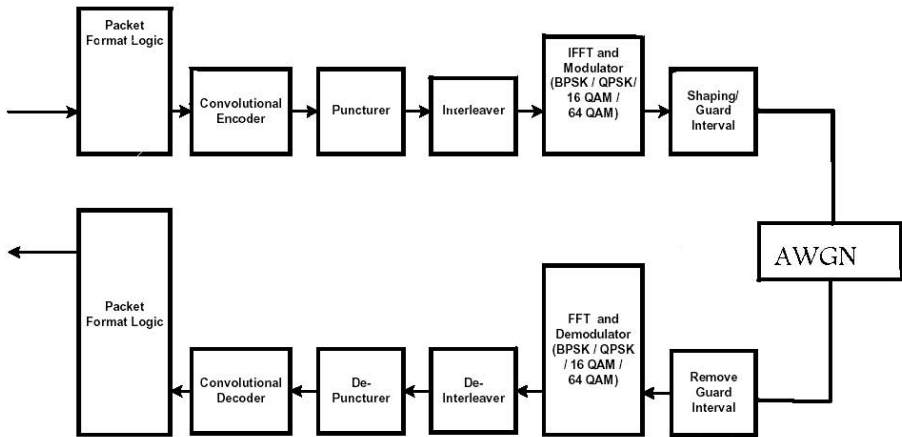 Packet
Format Logic
Convolutional
Encoder
Puncturer
Interleaver
IFFT and
Modulator
(BPSK / QPSK/
16 QAM /
64 QAM)
Shaping/
Guard
Interval
AWGN
Packet
Format Logic
Convolutional
Decoder
De-
Puncturer
De-
Interleaver
FFT and
Demodulator
(BPSK / QPSK
/ 16 QAM /
64 QAM)
Remove
Guard
Interval